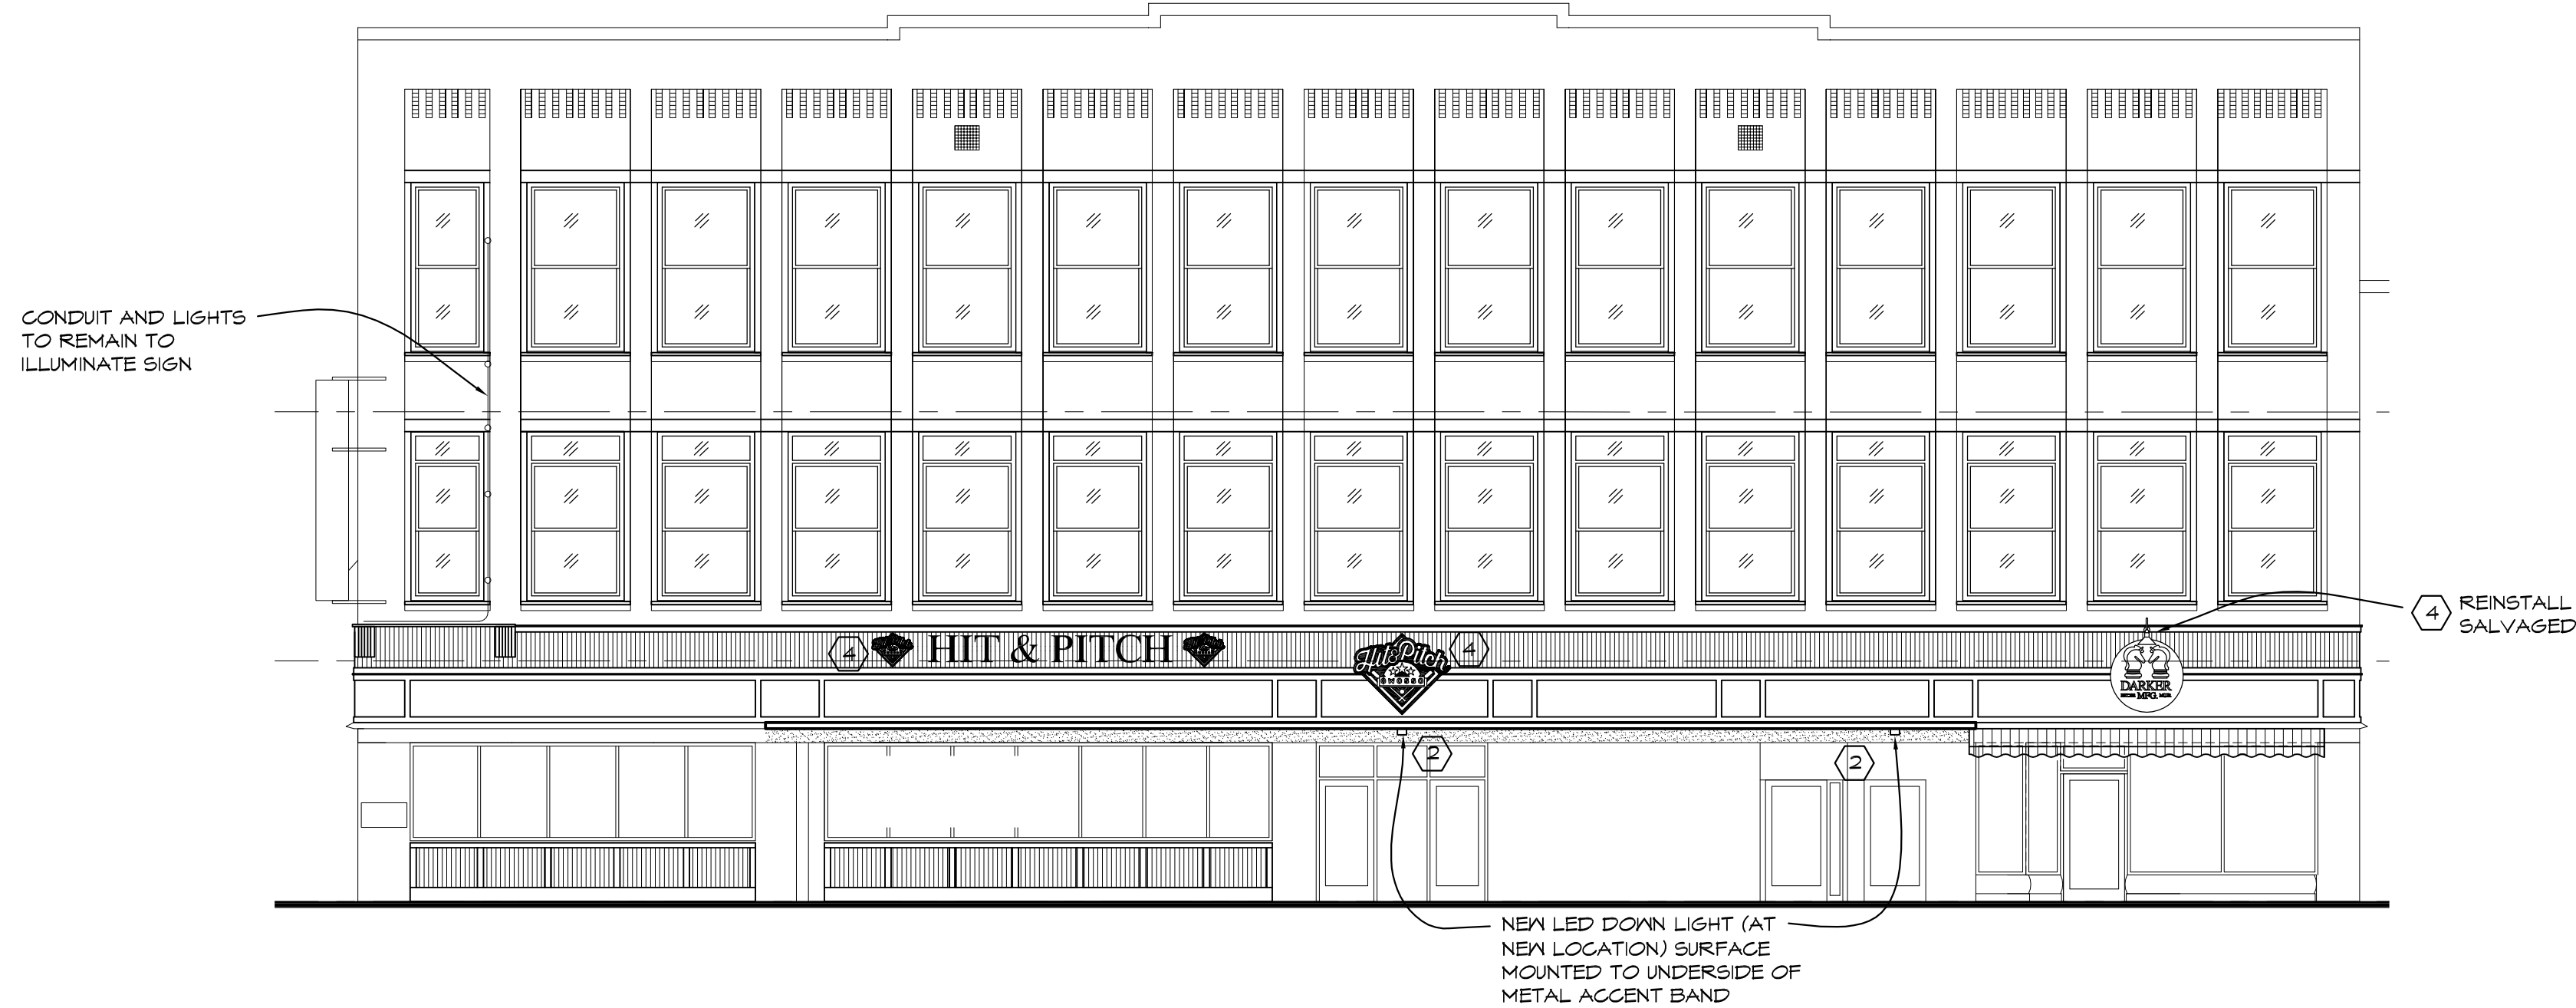 CONDUIT AND LIGHTS
TO REMAIN TO
ILLUMINATE SIGN
4
HIT & PITCH
Hit & Pitch
OWOSSO
4
DARKER
MFG.
4
REINSTALL
SALVAGED
2
2
NEW LED DOWN LIGHT (AT
NEW LOCATION) SURFACE
MOUNTED TO UNDERSIDE OF
METAL ACCENT BAND